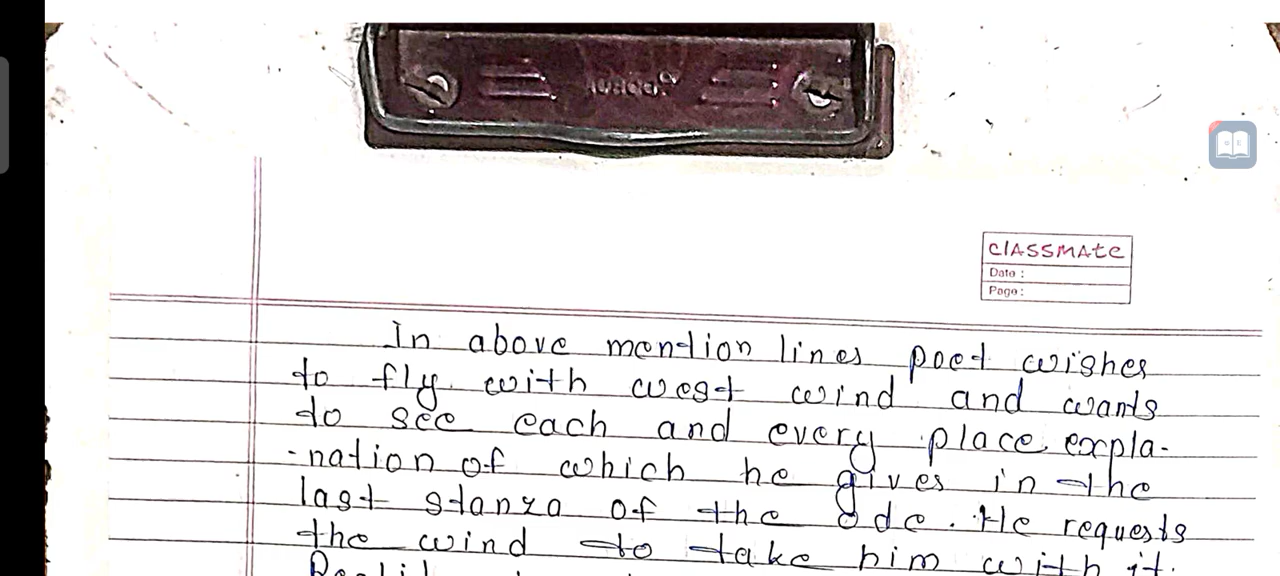 CLASSMATE
Date :
Page :
In above mention lines poet wishes
to fly with west wind and wants
to see each and every place expla-
-nation of which he gives in the
last stanza of the Ode. He requests
the wind to take him with it.